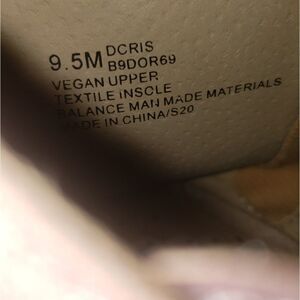 9.5M DCRIS
B9DOR69
VEGAN UPPER
TEXTILE INSOLE
BALANCE MAN MADE MATERIALS
MADE IN CHINA/S20